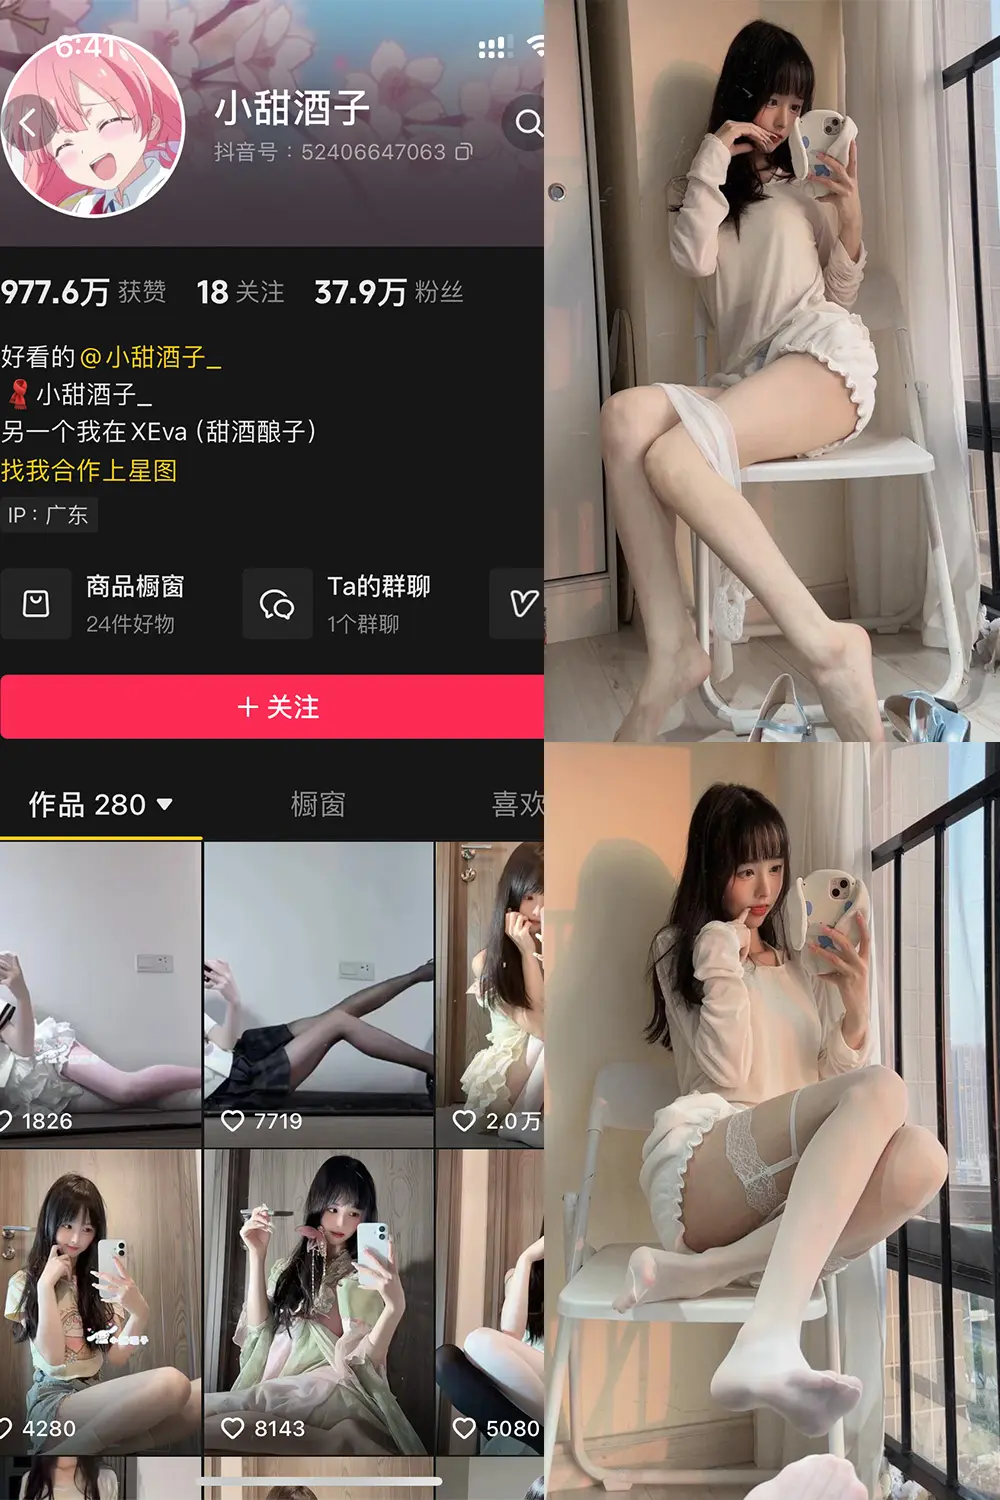 6:41
小甜酒子
抖音号：52406647063
977.6万 获赞 18 关注 37.9万 粉丝
好看的@小甜酒子_
小甜酒子_
另一个我在XEva（甜酒酿子）
找我合作上星图
IP：广东
商品橱窗
24件好物
Ta的群聊
1个群聊
+ 关注
作品 280 橱窗 喜欢
1826 7719 2.0万
4280 8143 5080